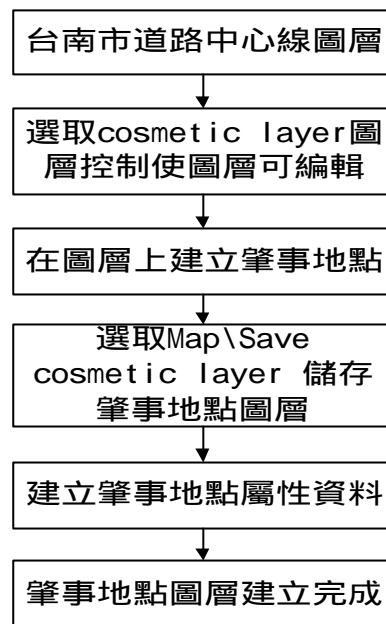 台南市道路中心線圖層
選取cosmetic layer圖
層控制使圖層可編輯
在圖層上建立肇事地點
選取Map\Save
cosmetic layer 儲存
肇事地點圖層
建立肇事地點屬性資料
肇事地點圖層建立完成